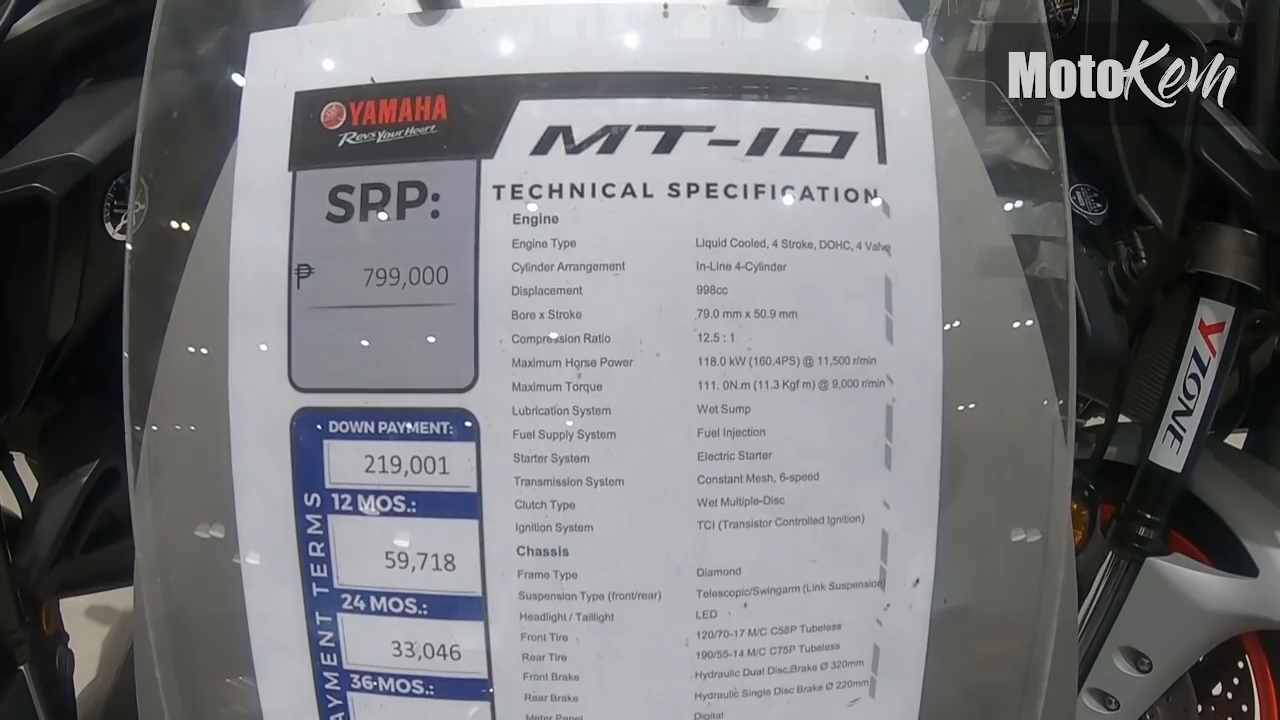 MotoKevn
YAMAHA
Revs Your Heart
MT-10
SRP:
₱ 799,000
TECHNICAL SPECIFICATION
Engine
Engine Type Liquid Cooled, 4 Stroke, DOHC, 4 Valve
Cylinder Arrangement In-Line 4-Cylinder
Displacement 998cc
Bore x Stroke 79.0 mm x 50.9 mm
Compression Ratio 12.5 : 1
Maximum Horse Power 118.0 kW (160.4PS) @ 11,500 r/min
Maximum Torque 111. 0N.m (11.3 Kgf m) @ 9,000 r/min
Lubrication System Wet Sump
Fuel Supply System Fuel Injection
Starter System Electric Starter
Transmission System Constant Mesh, 6-speed
Clutch Type Wet Multiple-Disc
Ignition System TCI (Transistor Controlled Ignition)
Chassis
Frame Type Diamond
Suspension Type (front/rear) Telescopic/Swingarm (Link Suspension)
Headlight / Taillight LED
Front Tire 120/70-17 M/C C58P Tubeless
Rear Tire 190/55-14 M/C C75P Tubeless
Front Brake Hydraulic Dual Disc Brake Ø 320mm
Rear Brake Hydraulic Single Disc Brake Ø 220mm
Meter Panel Digital
PAYMENT TERMS
DOWN PAYMENT:
219,001
12 MOS.:
59,718
24 MOS.:
33,046
36 MOS.:
YZONE